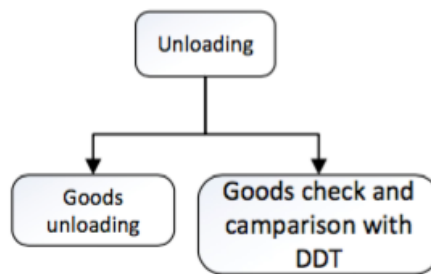 Unloading
Goods
unloading
Goods check and
camparison with
DDT